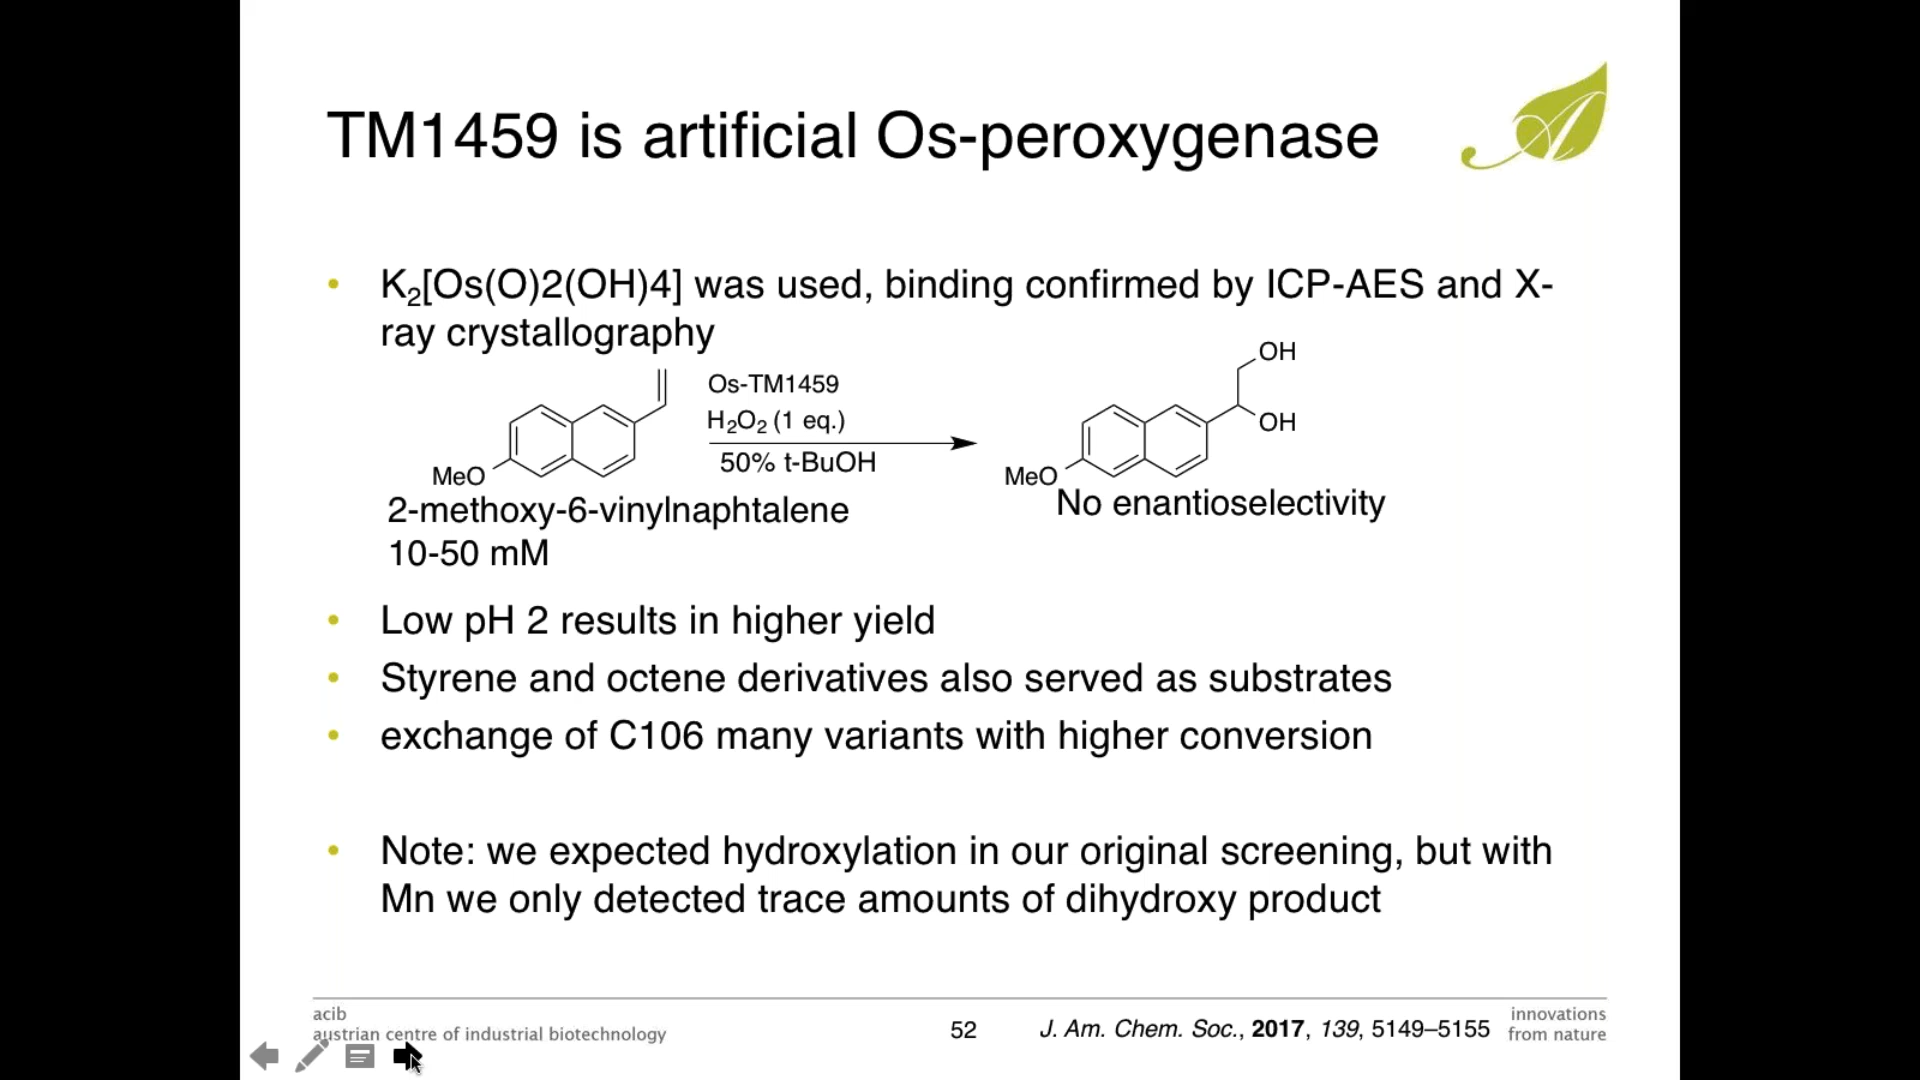 TM1459 is artificial Os-peroxygenase
• K₂[Os(O)2(OH)4] was used, binding confirmed by ICP-AES and X-
ray crystallography
Os-TM1459
H₂O₂ (1 eq.)
50% t-BuOH
MeO
OH
OH
MeO
2-methoxy-6-vinylnaphtalene
10-50 mM
No enantioselectivity
• Low pH 2 results in higher yield
• Styrene and octene derivatives also served as substrates
• exchange of C106 many variants with higher conversion
• Note: we expected hydroxylation in our original screening, but with
Mn we only detected trace amounts of dihydroxy product
acib
austrian centre of industrial biotechnology
52
J. Am. Chem. Soc., 2017, 139, 5149–5155
innovations
from nature